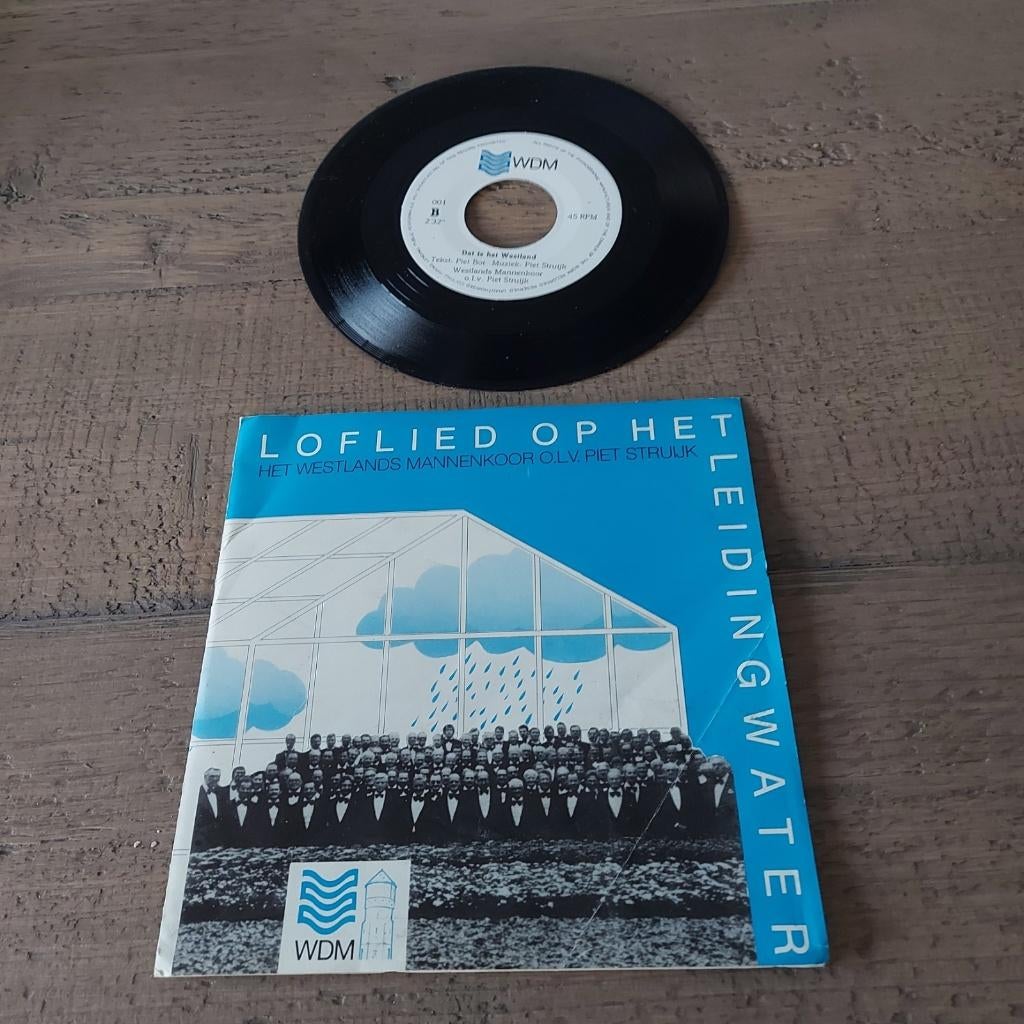 WDM
001
B
2'32"
45 RPM
Dat is het Westland
Tekst: Piet Bot Muziek: Piet Struijk
Westlands Mannenkoor
o.l.v. Piet Struijk
LOFLIED OP HET
LEIDINGWATER
HET WESTLANDS MANNENKOOR O.L.V. PIET STRUIJK
WDM